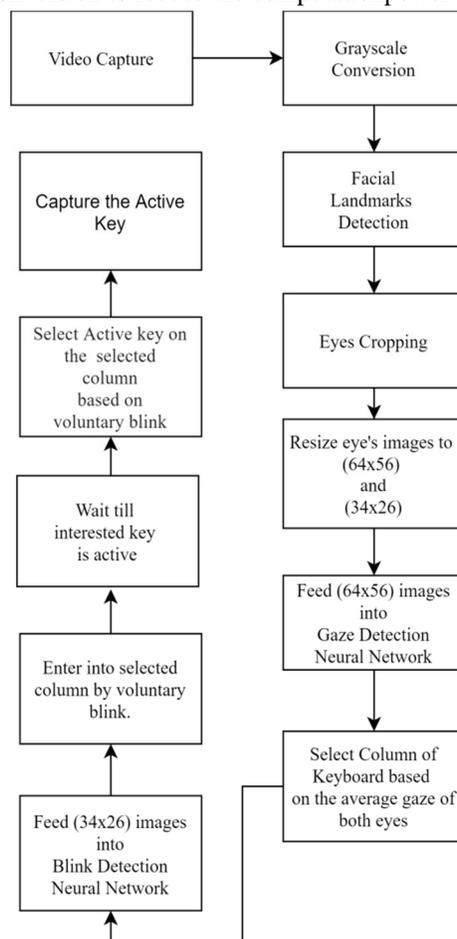 Video Capture
Grayscale
Conversion
Facial
Landmarks
Detection
Eyes Cropping
Resize eye's images to
(64x56)
and
(34x26)
Feed (64x56) images
into
Gaze Detection
Neural Network
Select Column of
Keyboard based
on the average gaze of
both eyes
Feed (34x26) images
into
Blink Detection
Neural Network
Enter into selected
column by voluntary
blink.
Wait till
interested key
is active
Select Active key on
the selected
column
based on
voluntary blink
Capture the Active
Key